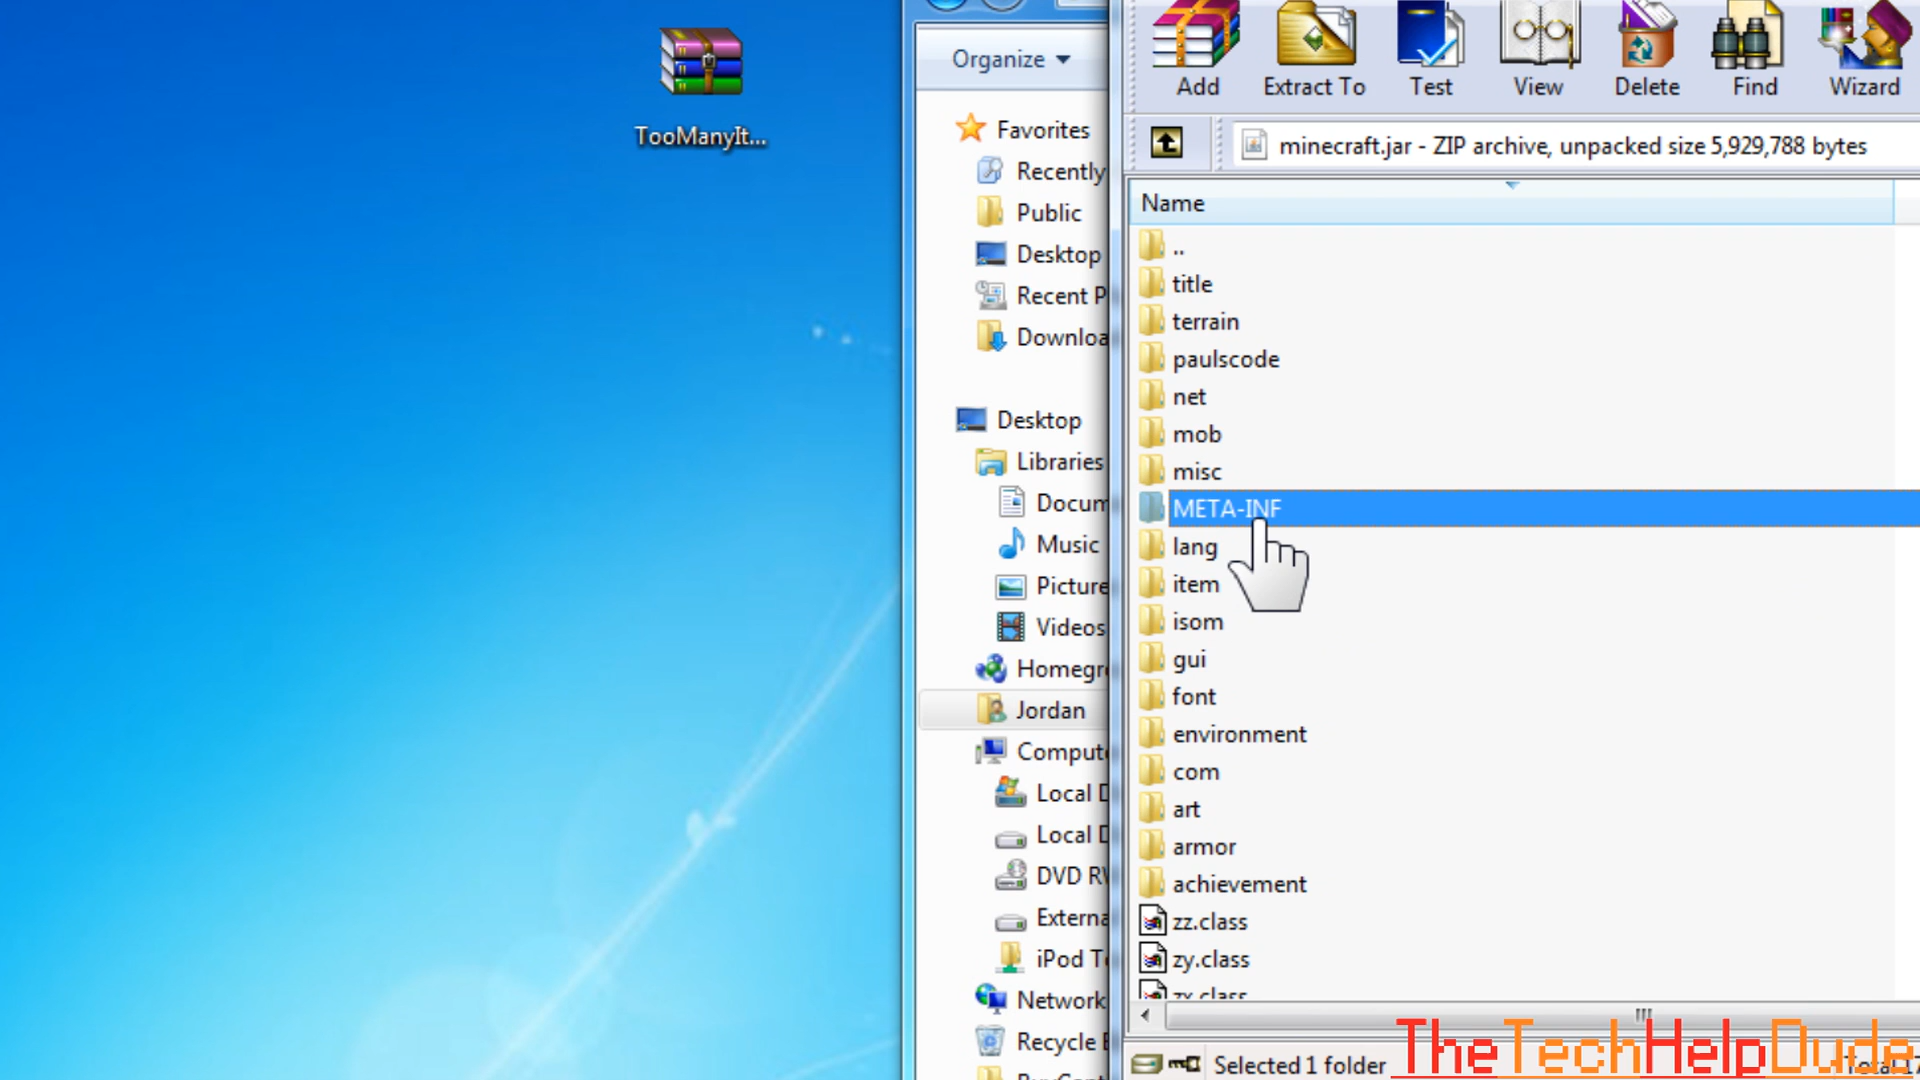 TooManyIt...
Organize
Favorites
Recently
Public
Desktop
Recent P
Downloa
Desktop
Libraries
Docum
Music
Picture
Videos
Homegr
Jordan
Comput
Local D
Local D
DVD RW
Externa
iPod T
Network
Recycle B
Add
Extract To
Test
View
Delete
Find
Wizard
minecraft.jar - ZIP archive, unpacked size 5,929,788 bytes
Name
..
title
terrain
paulscode
net
mob
misc
META-INF
lang
item
isom
gui
font
environment
com
art
armor
achievement
zz.class
zy.class
zx.class
Selected 1 folder
TheTechHelpDude